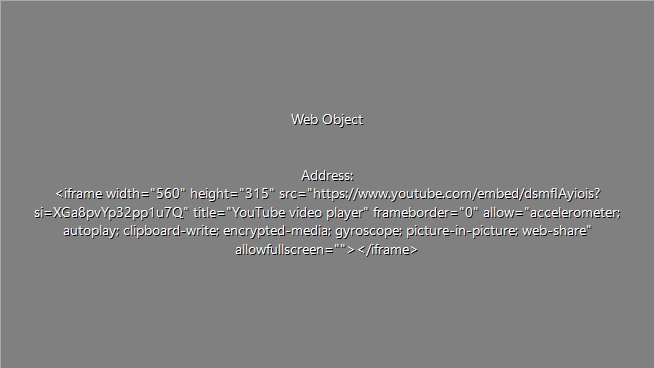 Web Object
Address:
<iframe width="560" height="315" src="https://www.youtube.com/embed/dsmflAyiois?
si=XGa8pvYp32pp1u7Q" title="YouTube video player" frameborder="0" allow="accelerometer;
autoplay; clipboard-write; encrypted-media; gyroscope; picture-in-picture; web-share"
allowfullscreen=""></iframe>